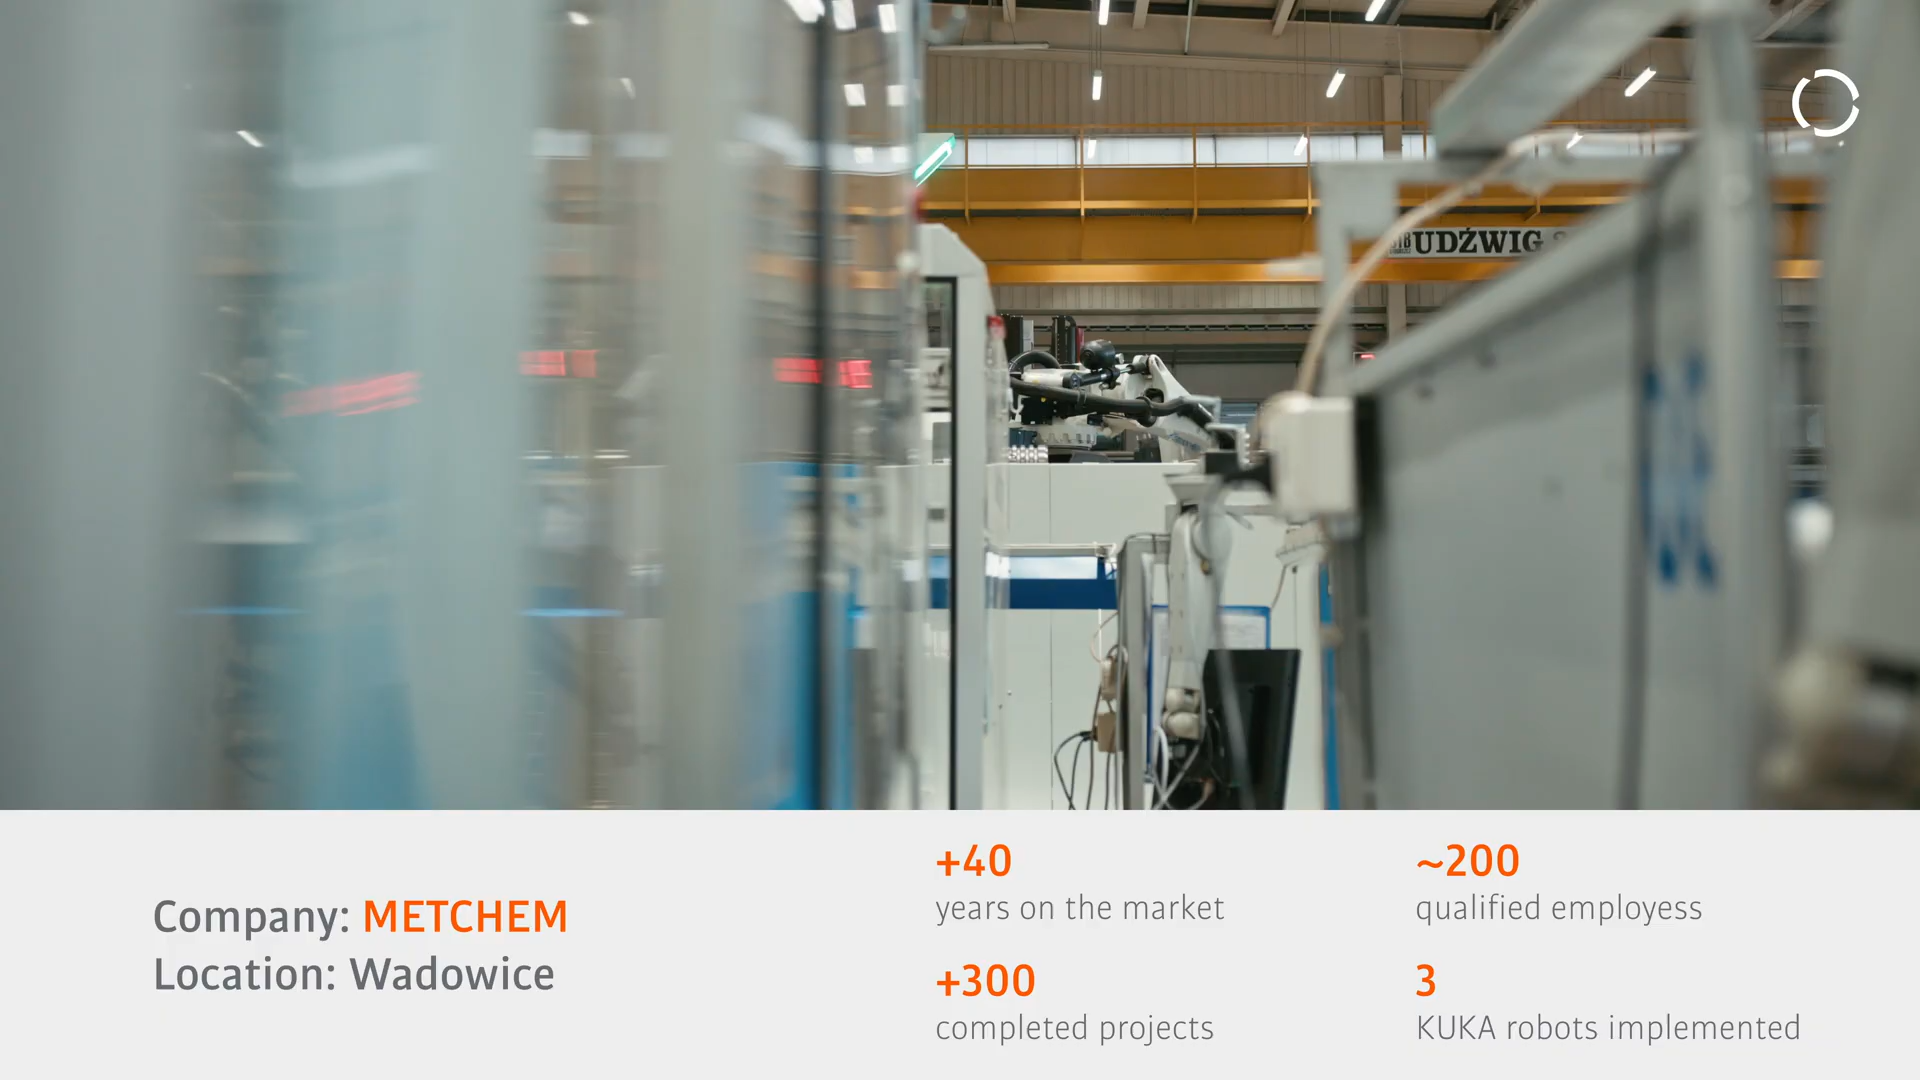 UDŹWIG
Company: METCHEM
Location: Wadowice
+40
years on the market
~200
qualified employess
+300
completed projects
3
KUKA robots implemented